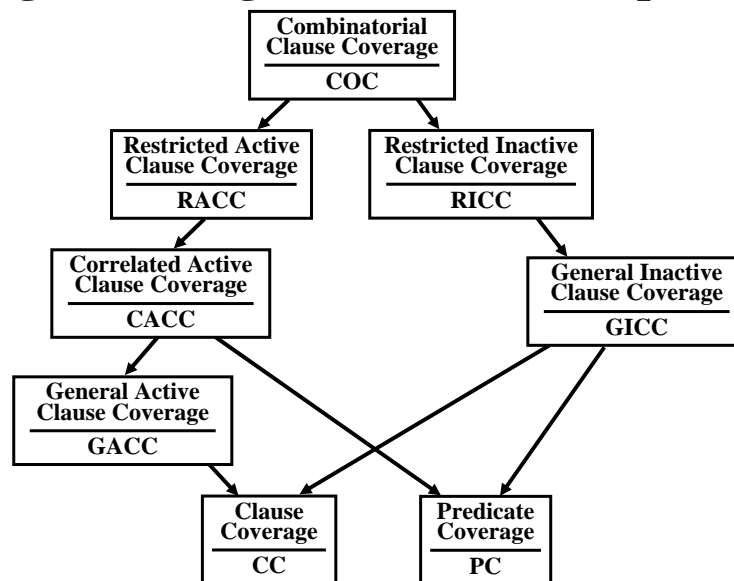 Combinatorial
Clause Coverage
COC
Restricted Active
Clause Coverage
RACC
Restricted Inactive
Clause Coverage
RICC
Correlated Active
Clause Coverage
CACC
General Inactive
Clause Coverage
GICC
General Active
Clause Coverage
GACC
Clause
Coverage
CC
Predicate
Coverage
PC